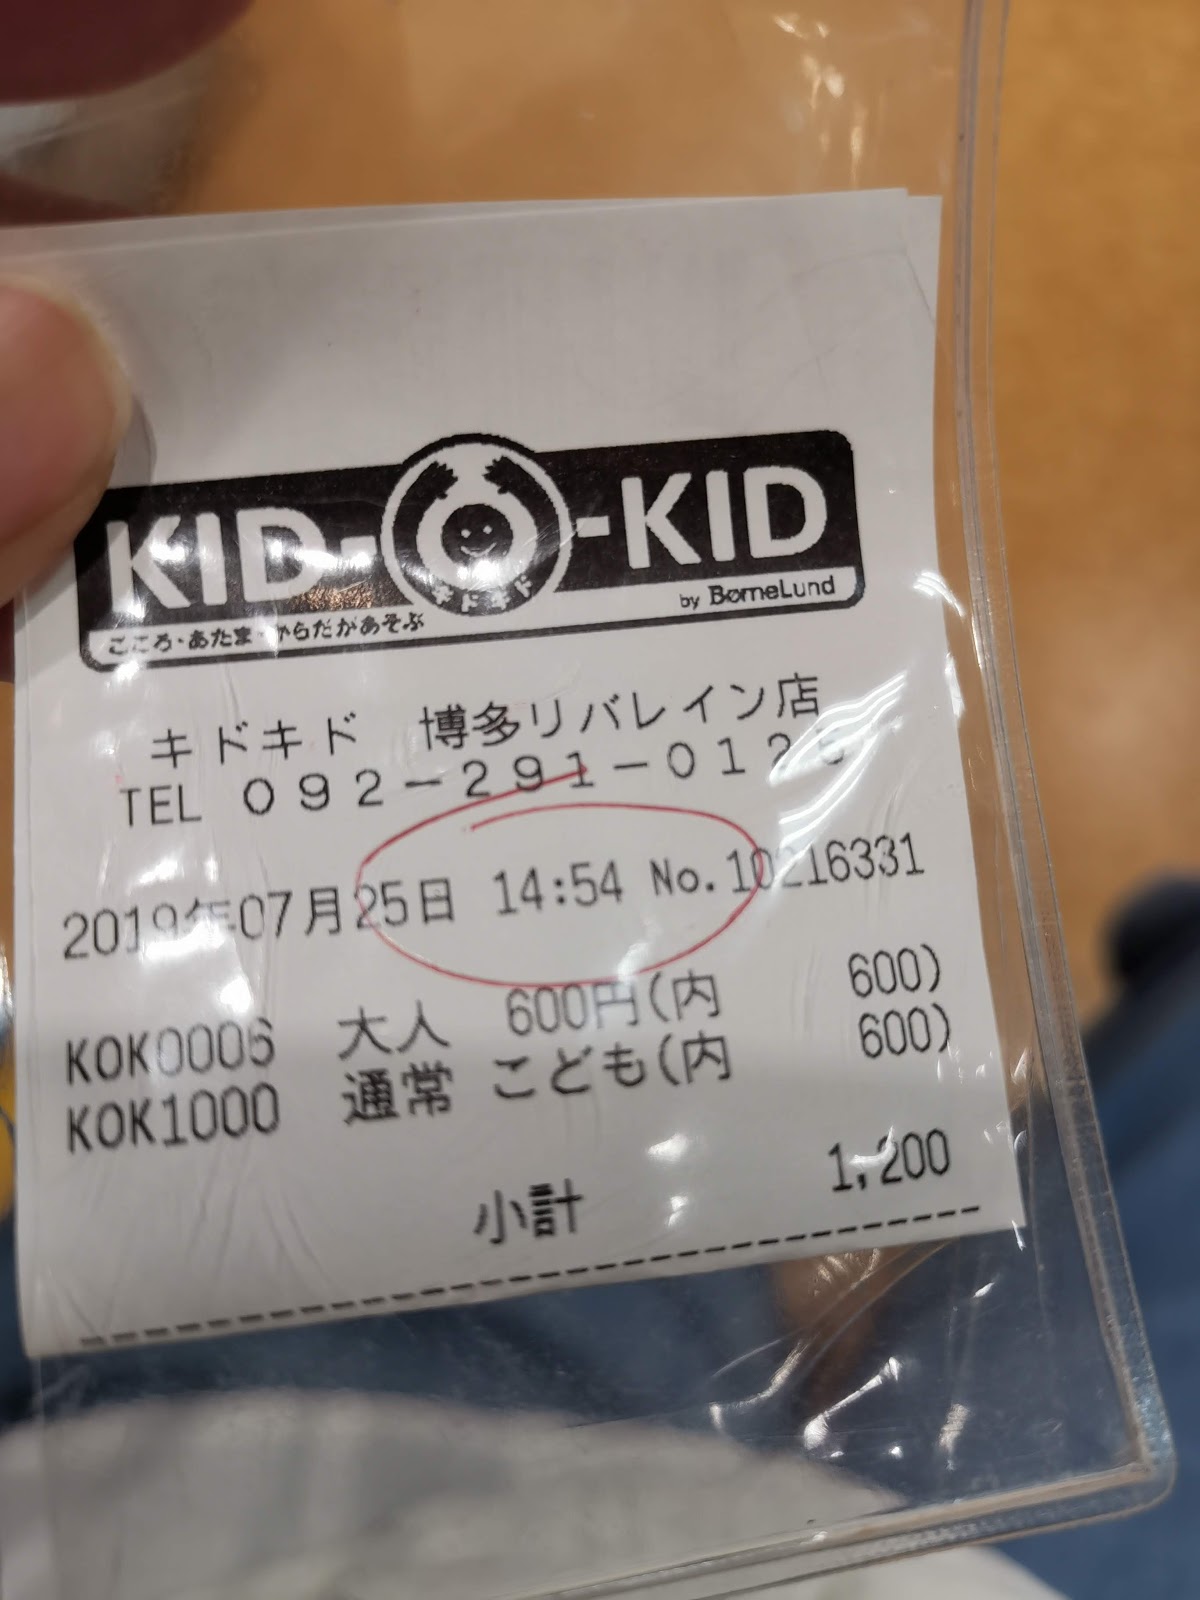 KID-O-KID
キドキド
by BørneLund
こころ・あたま・からだがあそぶ
キドキド 博多リバレイン店
TEL 092-291-0125
2019年07月25日 14:54 No.10216331
KOK0006 大人 600円(内 600)
KOK1000 通常 こども(内 600)
小計 1,200